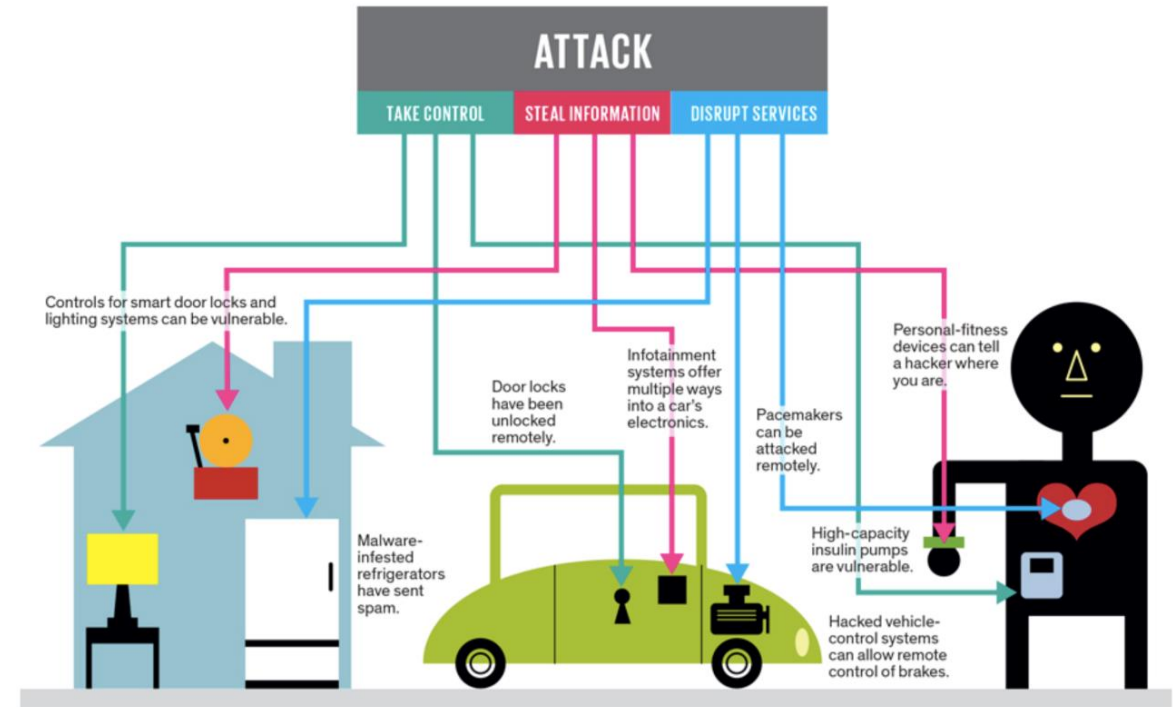 ATTACK
TAKE CONTROL
STEAL INFORMATION
DISRUPT SERVICES
Controls for smart door locks and
lighting systems can be vulnerable.
Malware-
infested
refrigerators
have sent
spam.
Door locks
have been
unlocked
remotely.
Infotainment
systems offer
multiple ways
into a car's
electronics.
Pacemakers
can be
attacked
remotely.
Personal-fitness
devices can tell
a hacker where
you are.
High-capacity
insulin pumps
are vulnerable.
Hacked vehicle-
control systems
can allow remote
control of brakes.